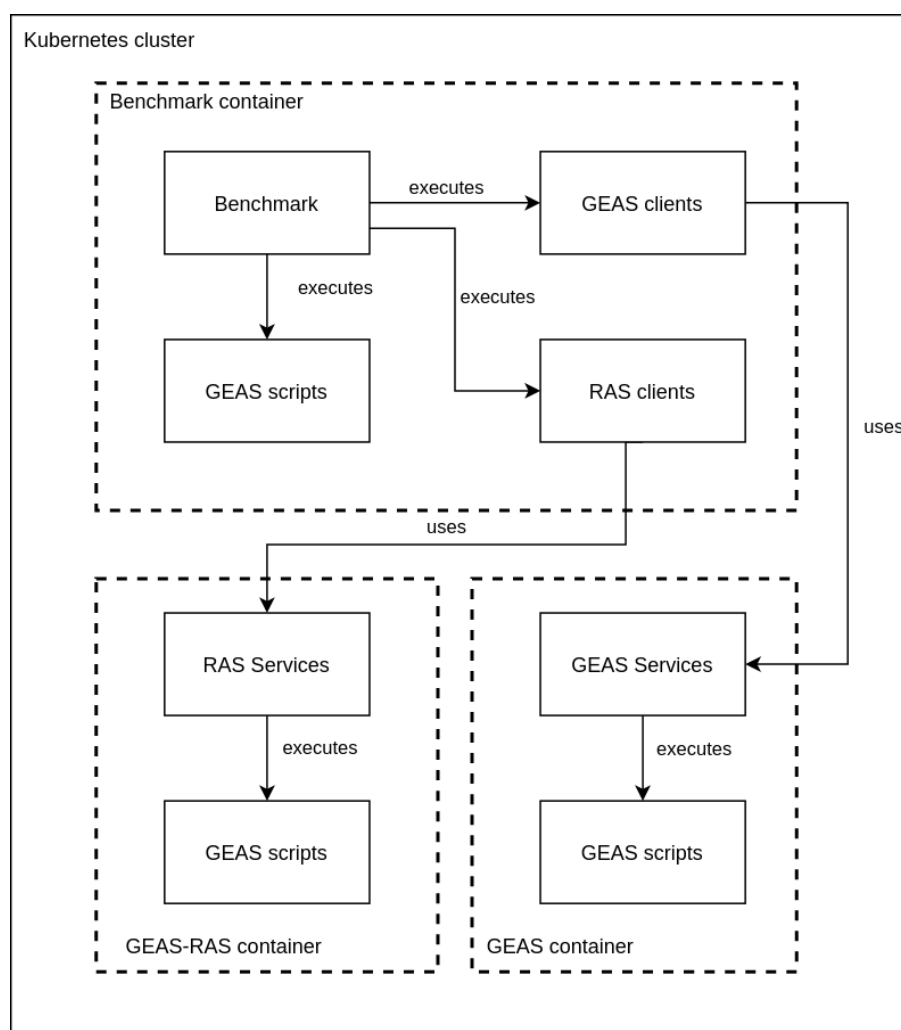 Kubernetes cluster
Benchmark container
Benchmark
executes
GEAS clients
executes
executes
GEAS scripts
RAS clients
uses
uses
RAS Services
GEAS Services
executes
executes
GEAS scripts
GEAS scripts
GEAS-RAS container
GEAS container